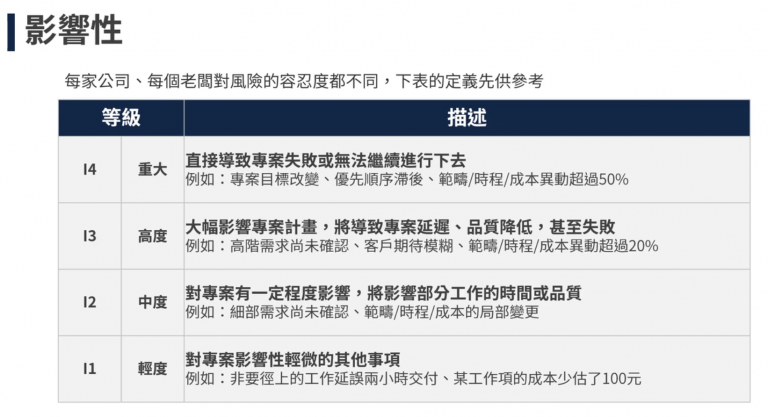 影響性
每家公司、每個老闆對風險的容忍度都不同，下表的定義先供參考
等級 描述
I4 重大 直接導致專案失敗或無法繼續進行下去
例如：專案目標改變、優先順序滯後、範疇/時程/成本異動超過50%
I3 高度 大幅影響專案計畫，將導致專案延遲、品質降低，甚至失敗
例如：高階需求尚未確認、客戶期待模糊、範疇/時程/成本異動超過20%
I2 中度 對專案有一定程度影響，將影響部分工作的時間或品質
例如：細部需求尚未確認、範疇/時程/成本的局部變更
I1 輕度 對專案影響性輕微的其他事項
例如：非要徑上的工作延誤兩小時交付、某工作項的成本少估了100元